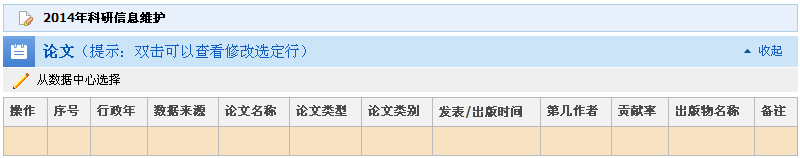 2014年科研信息维护
论文（提示：双击可以查看修改选定行） 收起
从数据中心选择
操作 序号 行政年 数据来源 论文名称 论文类型 论文类别 发表/出版时间 第几作者 贡献率 出版物名称 备注